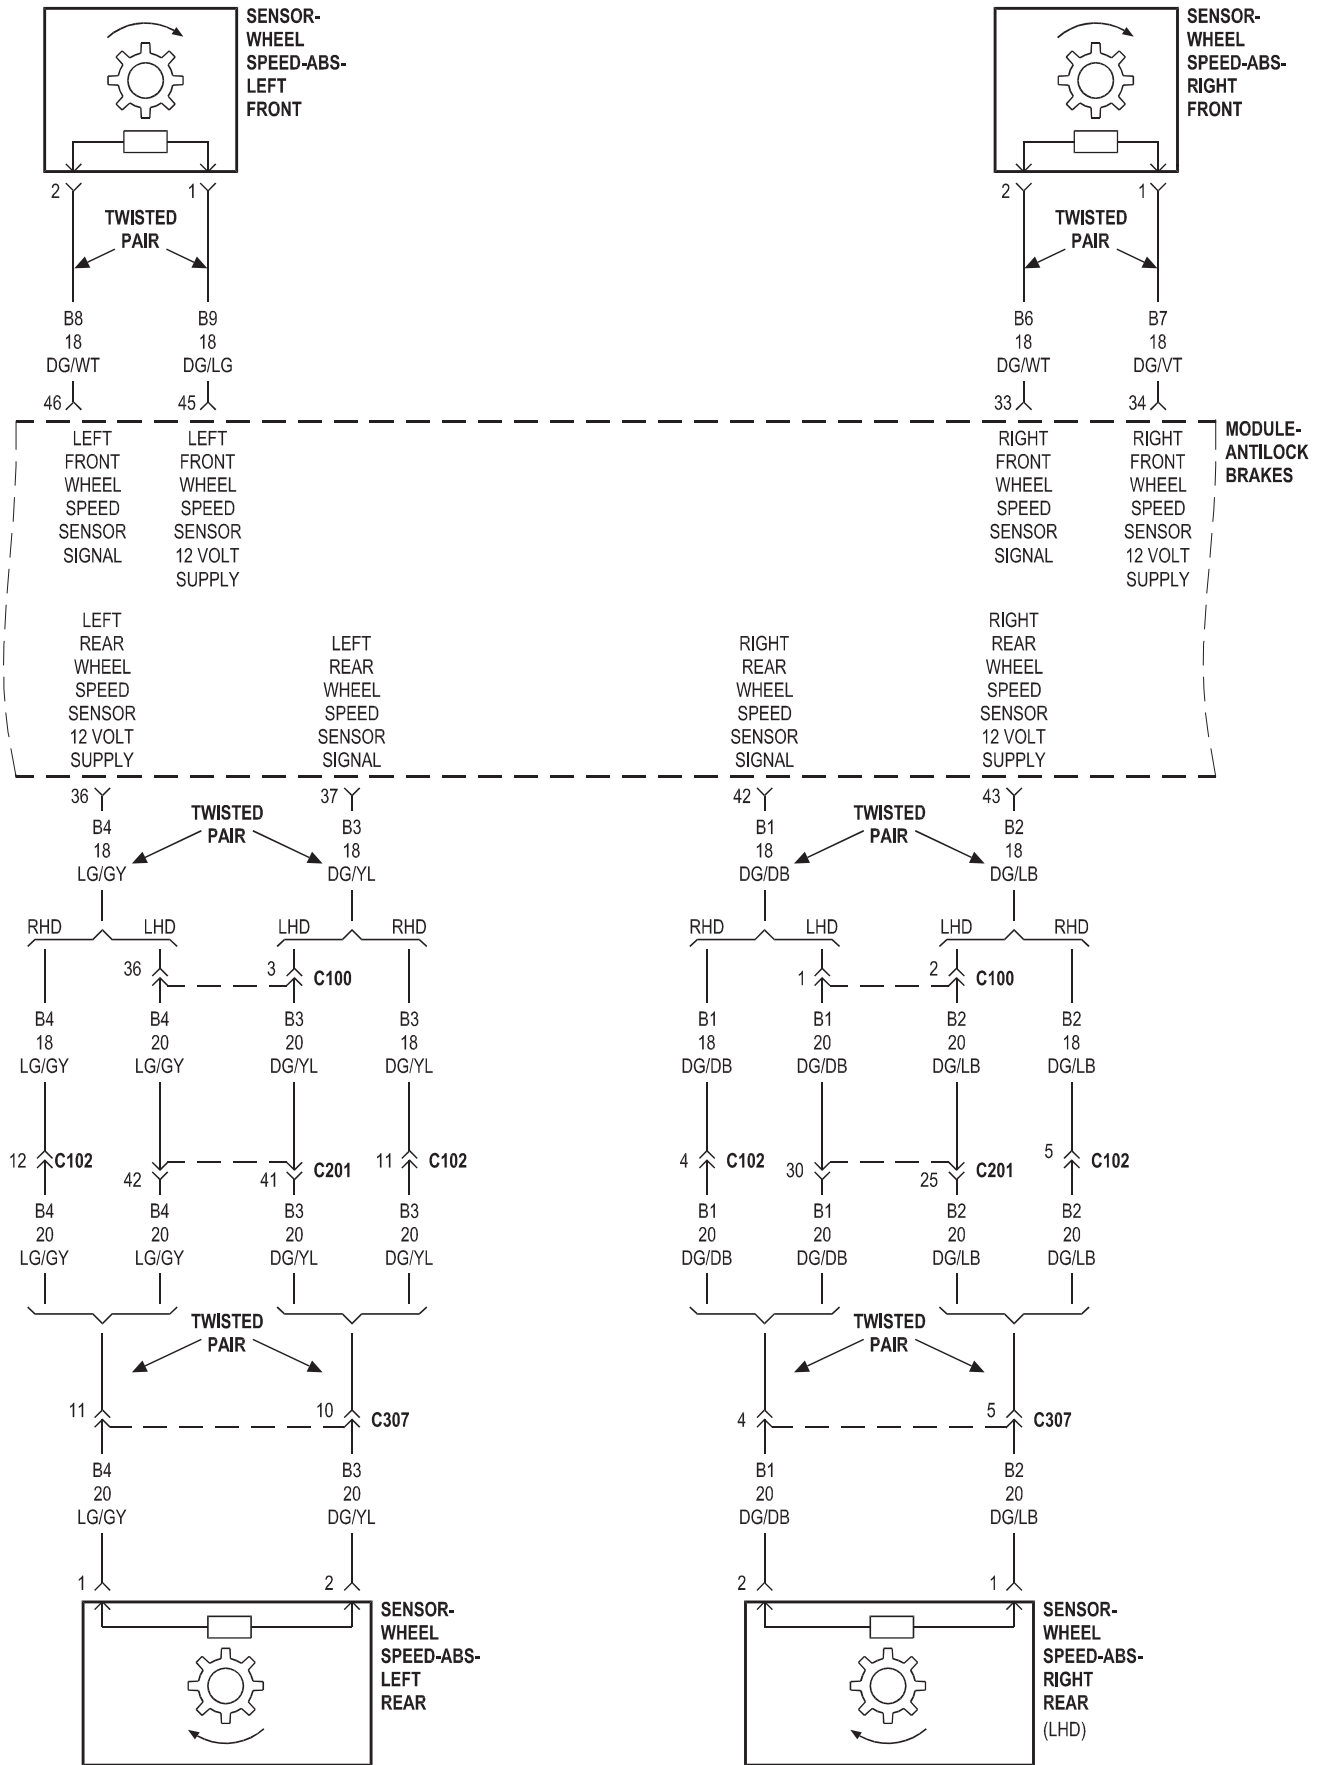 SENSOR-
WHEEL
SPEED-ABS-
LEFT
FRONT
SENSOR-
WHEEL
SPEED-ABS-
RIGHT
FRONT
2 1
TWISTED
PAIR
2 1
TWISTED
PAIR
B8 B9 B6 B7
18 18 18 18
DG/WT DG/LG DG/WT DG/VT
46 45 33 34
MODULE-
ANTILOCK
BRAKES
LEFT
FRONT
WHEEL
SPEED
SENSOR
SIGNAL
LEFT
FRONT
WHEEL
SPEED
SENSOR
12 VOLT
SUPPLY
RIGHT
FRONT
WHEEL
SPEED
SENSOR
SIGNAL
RIGHT
FRONT
WHEEL
SPEED
SENSOR
12 VOLT
SUPPLY
LEFT
REAR
WHEEL
SPEED
SENSOR
12 VOLT
SUPPLY
LEFT
REAR
WHEEL
SPEED
SENSOR
SIGNAL
RIGHT
REAR
WHEEL
SPEED
SENSOR
SIGNAL
RIGHT
REAR
WHEEL
SPEED
SENSOR
12 VOLT
SUPPLY
36 37 42 43
TWISTED
PAIR
TWISTED
PAIR
B4 B3 B1 B2
18 18 18 18
LG/GY DG/YL DG/DB DG/LB
RHD LHD LHD RHD RHD LHD LHD RHD
36 3 C100 1 2 C100
B4 B4 B3 B3 B1 B1 B2 B2
18 20 20 18 18 20 20 18
LG/GY LG/GY DG/YL DG/YL DG/DB DG/DB DG/LB DG/LB
12 C102 42 41 C201 11 C102 4 C102 30 25 C201 5 C102
B4 B4 B3 B3 B1 B1 B2 B2
20 20 20 20 20 20 20 20
LG/GY LG/GY DG/YL DG/YL DG/DB DG/DB DG/LB DG/LB
TWISTED
PAIR
TWISTED
PAIR
11 10 C307 4 5 C307
B4 B3 B1 B2
20 20 20 20
LG/GY DG/YL DG/DB DG/LB
1 2 2 1
SENSOR-
WHEEL
SPEED-ABS-
LEFT
REAR
SENSOR-
WHEEL
SPEED-ABS-
RIGHT
REAR
(LHD)